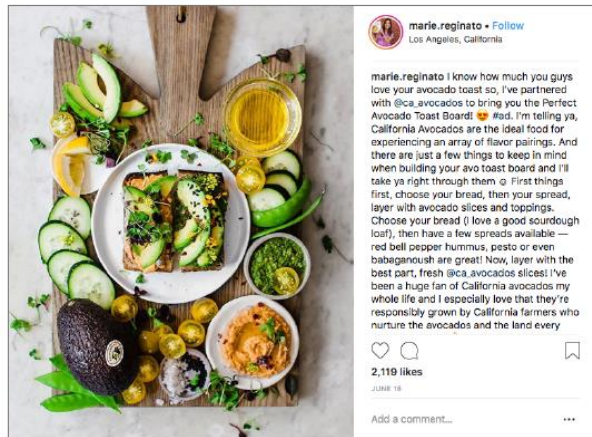 marie.reginato • Follow
Los Angeles, California
marie.reginato I know how much you guys
love your avocado toast so, I've partnered
with @ca_avocados to bring you the Perfect
Avocado Toast Board! 😍 #ad. I'm telling ya,
California Avocados are the ideal food for
experiencing an array of flavor pairings. And
there are just a few things to keep in mind
when building your avo toast board and I'll
take ya right through them ☺ First things
first, choose your bread, then your spread,
layer with avocado slices and toppings.
Choose your bread (I love a good sourdough
loaf), then have a few spreads available —
red bell pepper hummus, pesto or even
babaganoush are great! Now, layer with the
best part, fresh @ca_avocados slices! I've
been a huge fan of California avocados my
whole life and I especially love that they're
responsibly grown by California farmers who
nurture the avocados and the land every
2,119 likes
JUNE 16
Add a comment...